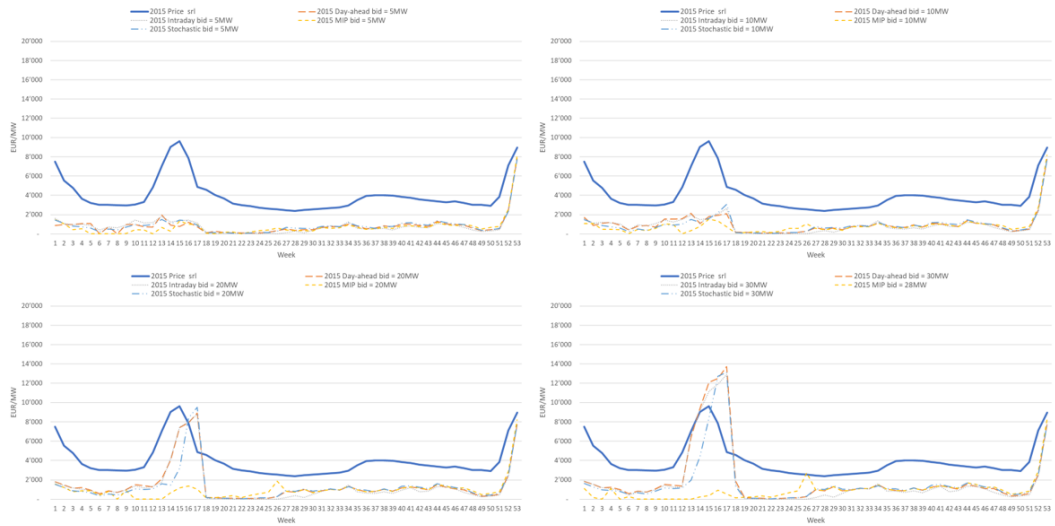 2015 Price srl
2015 Day-ahead bid = 5MW
2015 Intraday bid = 5MW
2015 MIP bid = 5MW
2015 Stochastic bid = 5MW
20'000
18'000
16'000
14'000
12'000
10'000
8'000
6'000
4'000
2'000
-
EUR/MW
1 2 3 4 5 6 7 8 9 10 11 12 13 14 15 16 17 18 19 20 21 22 23 24 25 26 27 28 29 30 31 32 33 34 35 36 37 38 39 40 41 42 43 44 45 46 47 48 49 50 51 52 53
Week
2015 Price srl
2015 Day-ahead bid = 10MW
2015 Intraday bid = 10MW
2015 MIP bid = 10MW
2015 Stochastic bid = 10MW
20'000
18'000
16'000
14'000
12'000
10'000
8'000
6'000
4'000
2'000
-
EUR/MW
1 2 3 4 5 6 7 8 9 10 11 12 13 14 15 16 17 18 19 20 21 22 23 24 25 26 27 28 29 30 31 32 33 34 35 36 37 38 39 40 41 42 43 44 45 46 47 48 49 50 51 52 53
Week
2015 Price srl
2015 Day-ahead bid = 20MW
2015 Intraday bid = 20MW
2015 MIP bid = 20MW
2015 Stochastic bid = 20MW
20'000
18'000
16'000
14'000
12'000
10'000
8'000
6'000
4'000
2'000
-
EUR/MW
1 2 3 4 5 6 7 8 9 10 11 12 13 14 15 16 17 18 19 20 21 22 23 24 25 26 27 28 29 30 31 32 33 34 35 36 37 38 39 40 41 42 43 44 45 46 47 48 49 50 51 52 53
Week
2015 Price srl
2015 Day-ahead bid = 30MW
2015 Intraday bid = 30MW
2015 MIP bid = 28MW
2015 Stochastic bid = 30MW
20'000
18'000
16'000
14'000
12'000
10'000
8'000
6'000
4'000
2'000
-
EUR/MW
1 2 3 4 5 6 7 8 9 10 11 12 13 14 15 16 17 18 19 20 21 22 23 24 25 26 27 28 29 30 31 32 33 34 35 36 37 38 39 40 41 42 43 44 45 46 47 48 49 50 51 52 53
Week